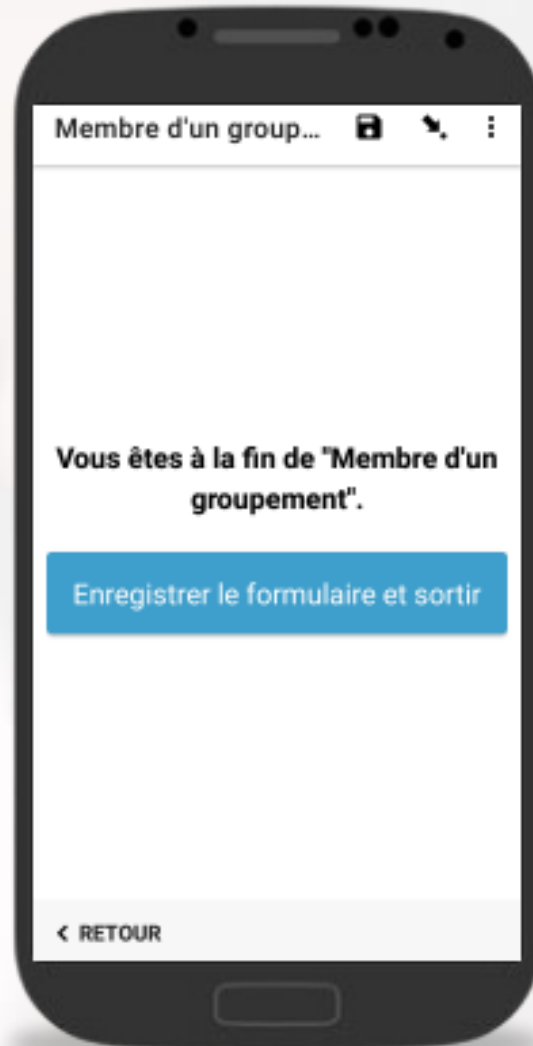 Membre d'un group...
Vous êtes à la fin de "Membre d'un
groupement".
Enregistrer le formulaire et sortir
< RETOUR